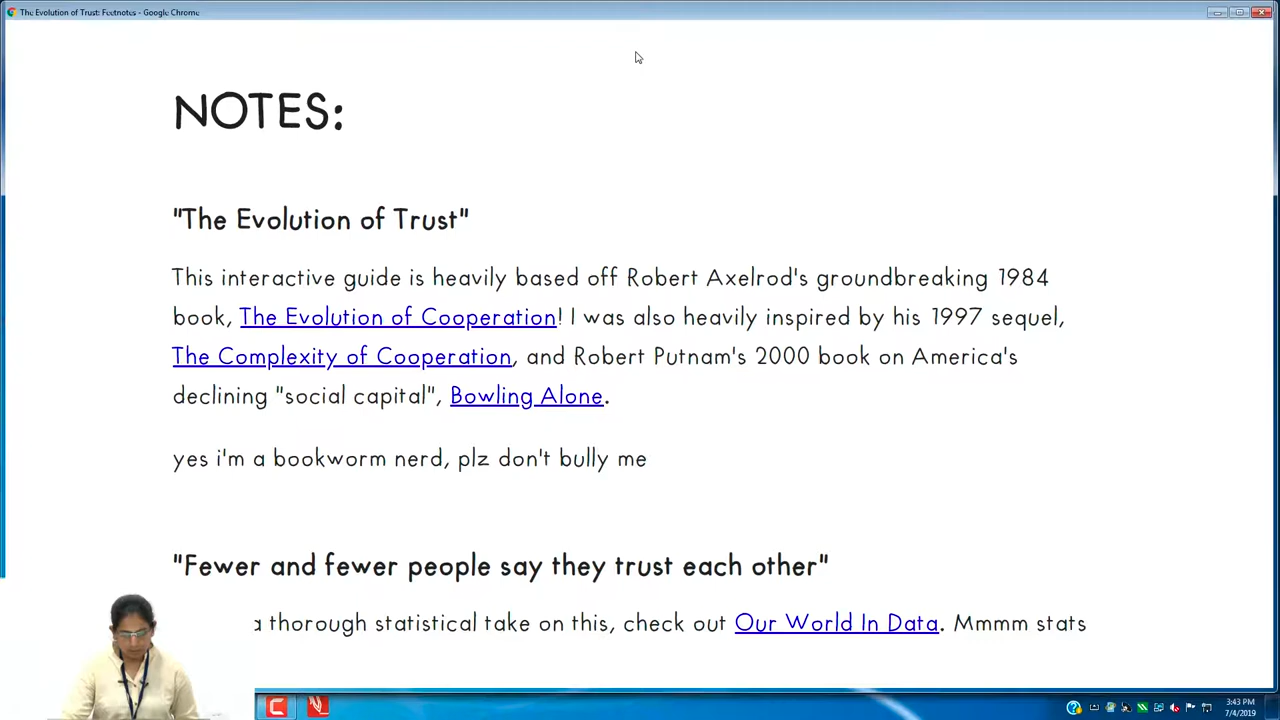 The Evolution of Trust: Footnotes - Google Chrome
NOTES:
"The Evolution of Trust"
This interactive guide is heavily based off Robert Axelrod's groundbreaking 1984
book, The Evolution of Cooperation! I was also heavily inspired by his 1997 sequel,
The Complexity of Cooperation, and Robert Putnam's 2000 book on America's
declining "social capital", Bowling Alone.
yes i'm a bookworm nerd, plz don't bully me
"Fewer and fewer people say they trust each other"
a thorough statistical take on this, check out Our World In Data. Mmmm stats
3:43 PM
7/4/2019